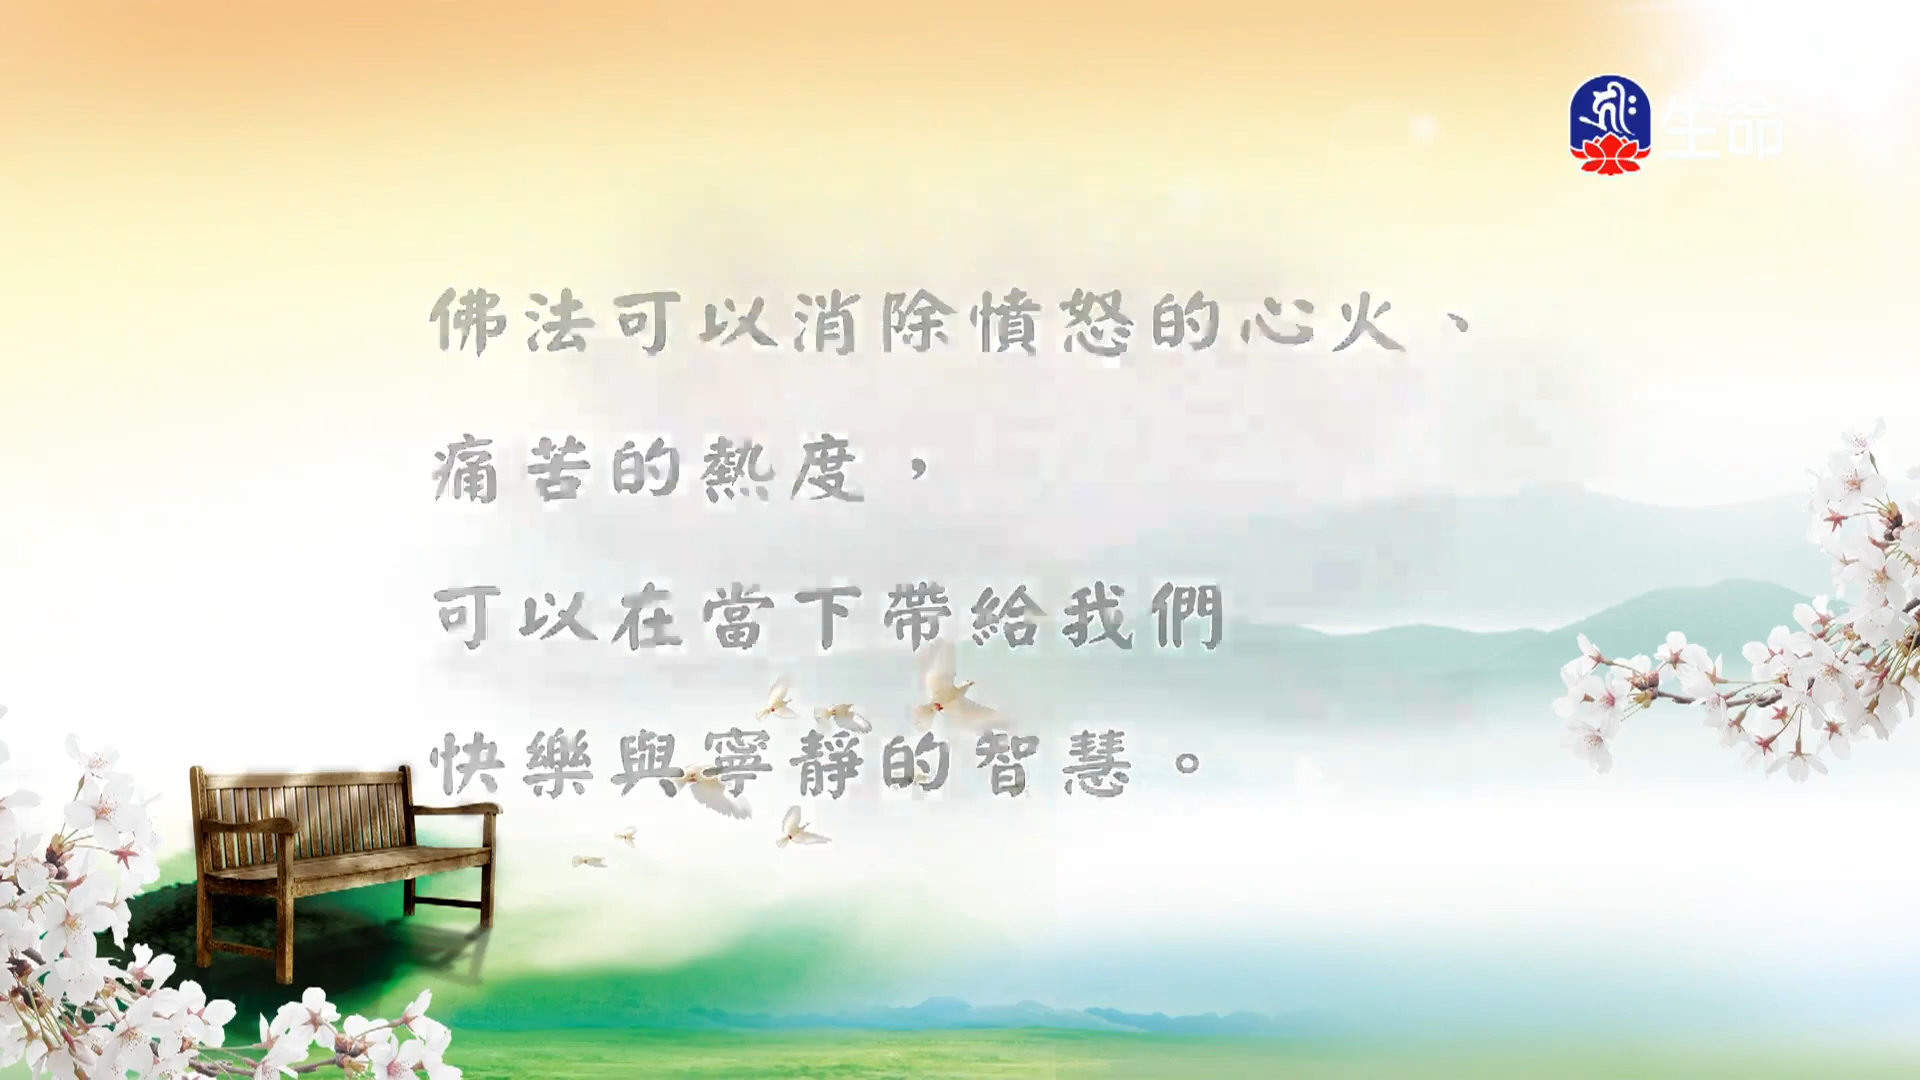 生命
佛法可以消除憤怒的心火、
痛苦的熱度，
可以在當下帶給我們
快樂與寧靜的智慧。